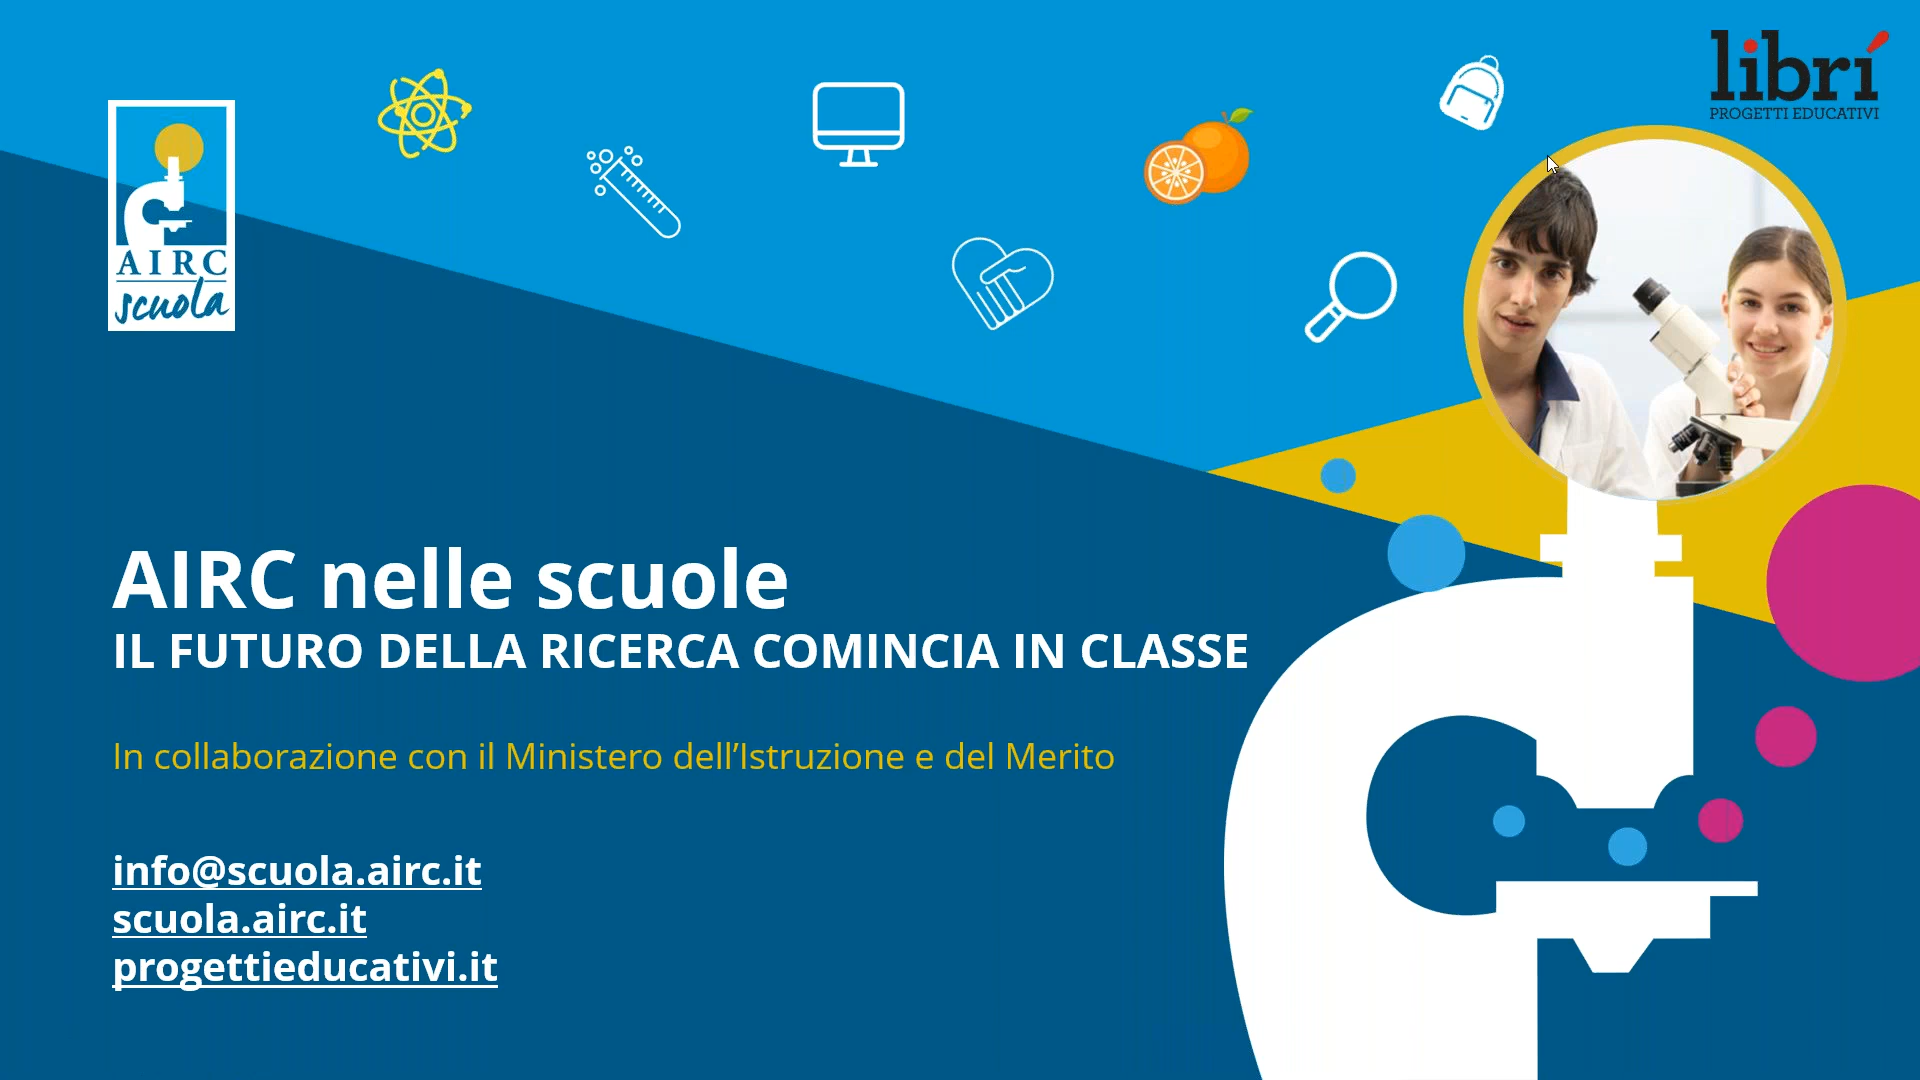 librí
PROGETTI EDUCATIVI
AIRC
scuola
AIRC nelle scuole
IL FUTURO DELLA RICERCA COMINCIA IN CLASSE
In collaborazione con il Ministero dell’Istruzione e del Merito
info@scuola.airc.it
scuola.airc.it
progettieducativi.it